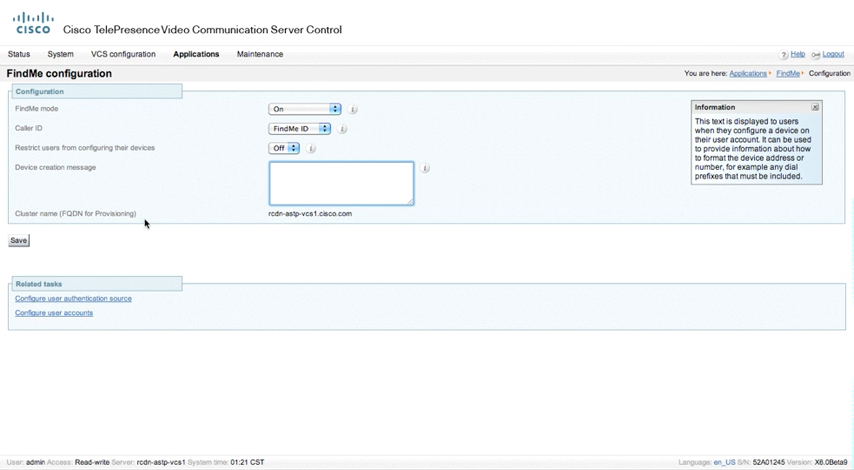 CISCO
Cisco TelePresence Video Communication Server Control
Status System VCS configuration Applications Maintenance Help Logout
FindMe configuration You are here: Applications FindMe Configuration
Configuration
FindMe mode On
Caller ID FindMe ID
Restrict users from configuring their devices Off
Device creation message
Cluster name (FQDN for Provisioning) rcdn-astp-vcs1.cisco.com
Information
This text is displayed to users
when they configure a device on
their user account. It can be used
to provide information about how
to format the device address or
number, for example any dial
prefixes that must be included.
Save
Related tasks
Configure user authentication source
Configure user accounts
User: admin Access: Read-write Server: rcdn-astp-vcs1 System time: 01:21 CST Language: en_US S/N: 52A01245 Version: X6.0Beta9